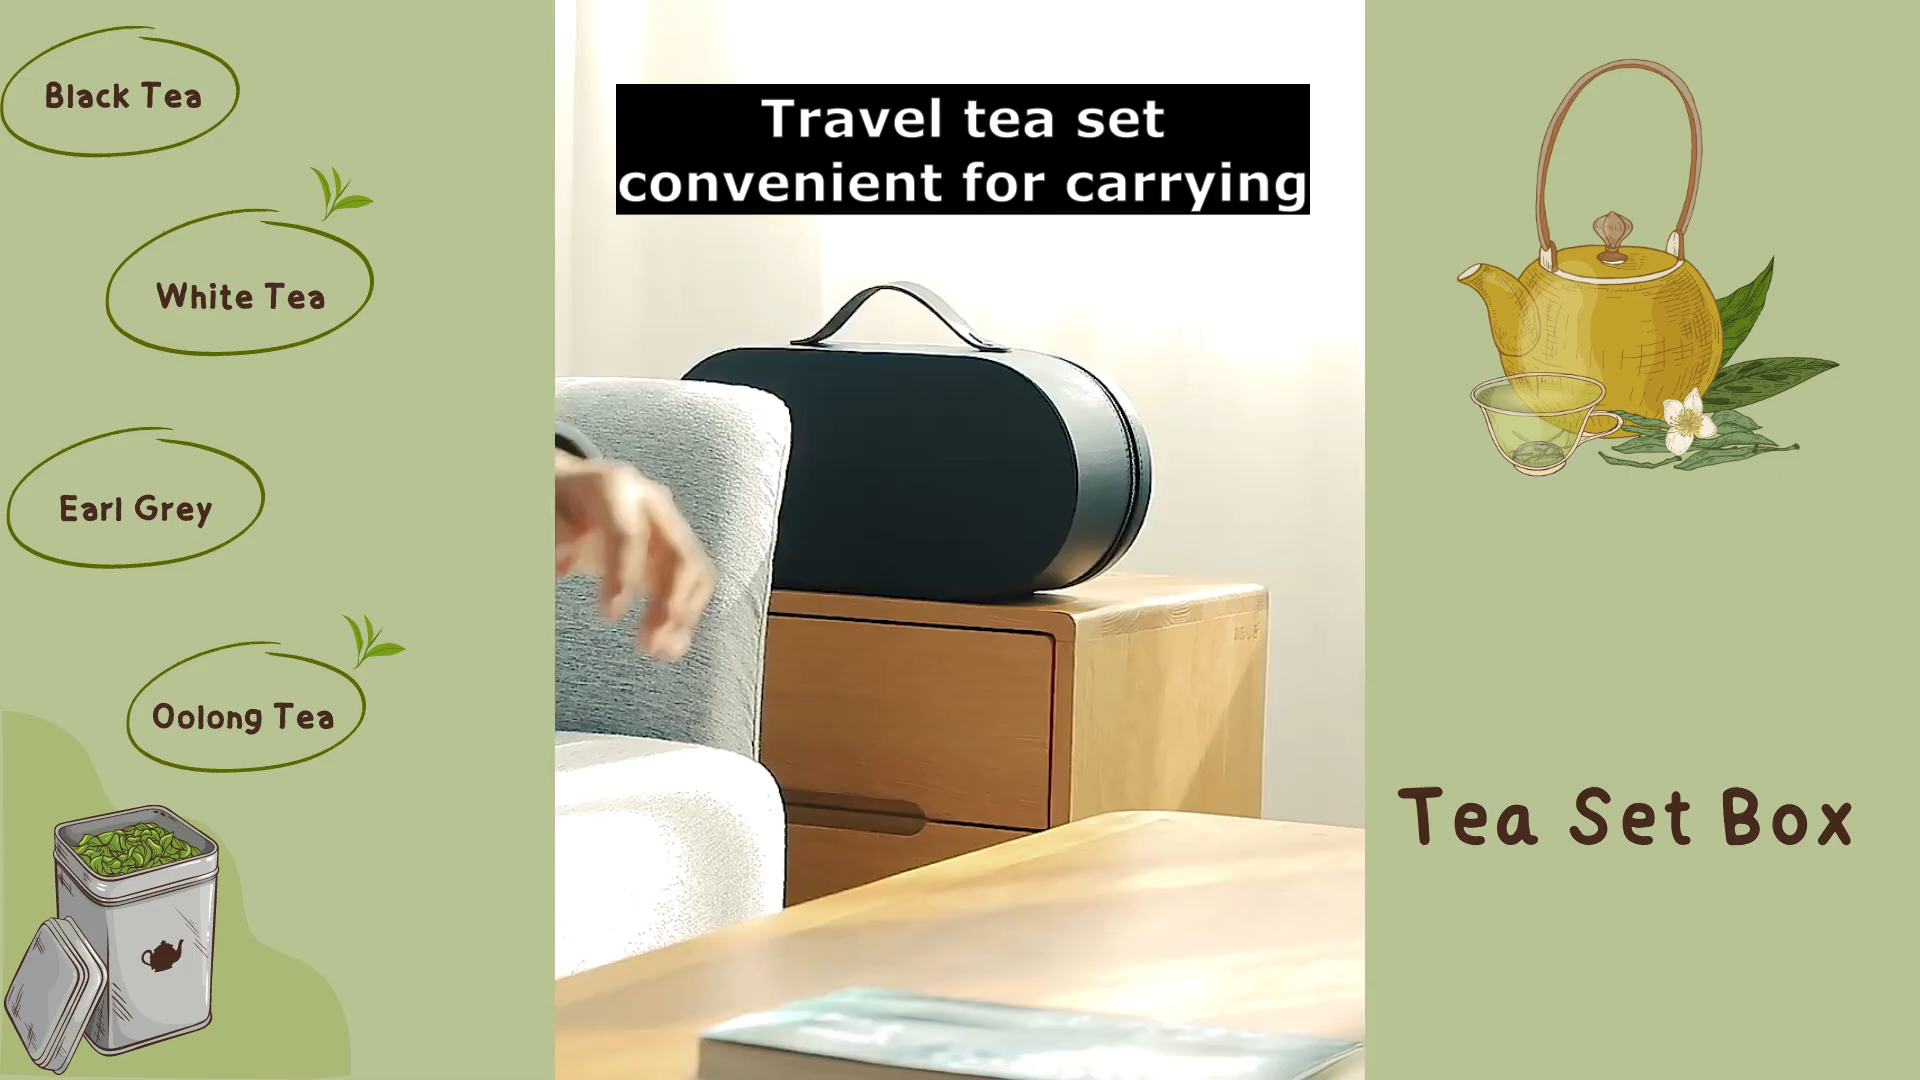 Black Tea
White Tea
Earl Grey
Oolong Tea
Travel tea set
convenient for carrying
Tea Set Box